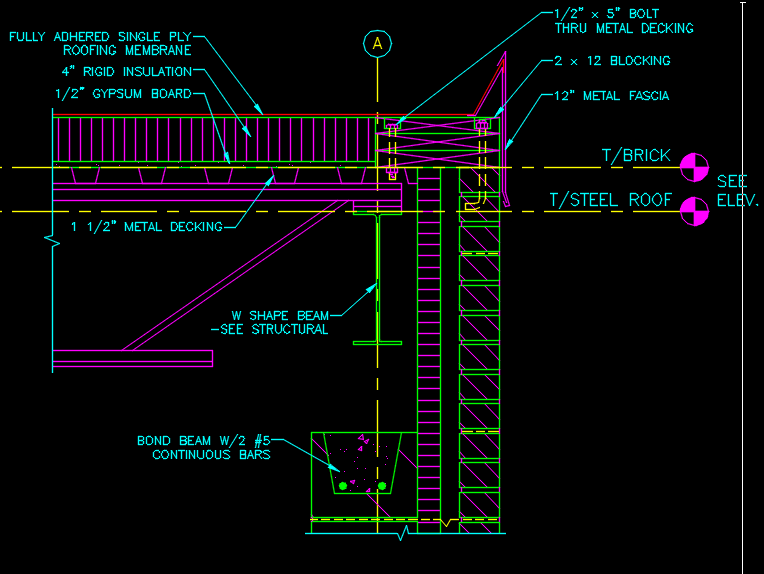 FULLY ADHERED SINGLE PLY
ROOFING MEMBRANE
4" RIGID INSULATION
1/2" GYPSUM BOARD
A
1/2" x 5" BOLT
THRU METAL DECKING
2 x 12 BLOCKING
12" METAL FASCIA
T/BRICK
SEE
ELEV.
T/STEEL ROOF
1 1/2" METAL DECKING
W SHAPE BEAM
-SEE STRUCTURAL
BOND BEAM W/2 #5
CONTINUOUS BARS